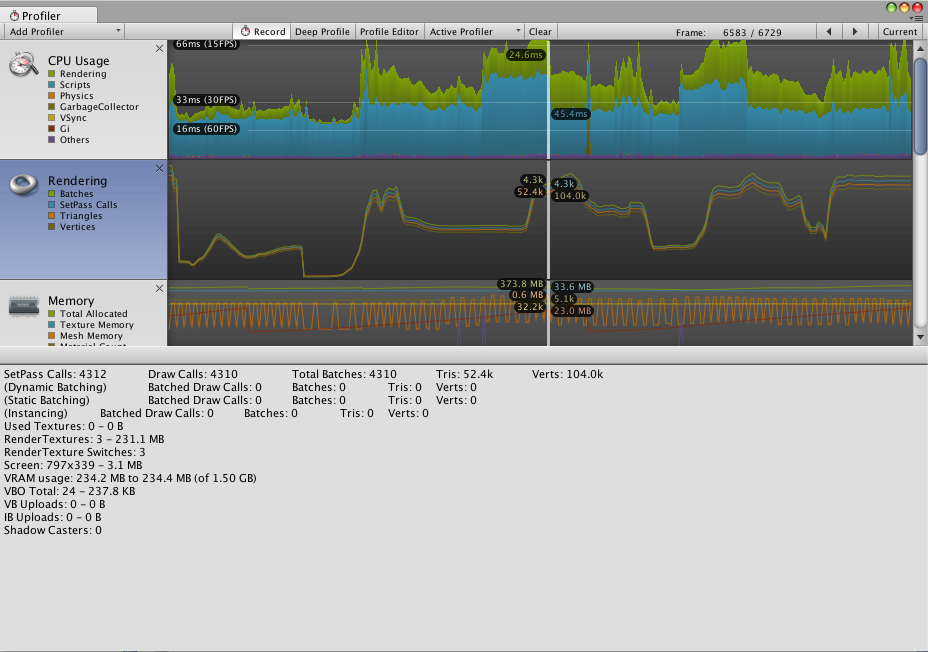 Profiler
Add Profiler
Record Deep Profile Profile Editor Active Profiler Clear Frame: 6583 / 6729 Current
CPU Usage
Rendering
Scripts
Physics
GarbageCollector
VSync
Gi
Others
66ms (15FPS)
33ms (30FPS)
16ms (60FPS)
24.6ms
45.4ms
Rendering
Batches
SetPass Calls
Triangles
Vertices
4.3k
52.4k
4.3k
104.0k
Memory
Total Allocated
Texture Memory
Mesh Memory
Material Count
373.8 MB
0.6 MB
32.2k
33.6 MB
5.1k
23.0 MB
SetPass Calls: 4312 Draw Calls: 4310 Total Batches: 4310 Tris: 52.4k Verts: 104.0k
(Dynamic Batching) Batched Draw Calls: 0 Batches: 0 Tris: 0 Verts: 0
(Static Batching) Batched Draw Calls: 0 Batches: 0 Tris: 0 Verts: 0
(Instancing) Batched Draw Calls: 0 Batches: 0 Tris: 0 Verts: 0
Used Textures: 0 – 0 B
RenderTextures: 3 – 231.1 MB
RenderTexture Switches: 3
Screen: 797x339 – 3.1 MB
VRAM usage: 234.2 MB to 234.4 MB (of 1.50 GB)
VBO Total: 24 – 237.8 KB
VB Uploads: 0 – 0 B
IB Uploads: 0 – 0 B
Shadow Casters: 0